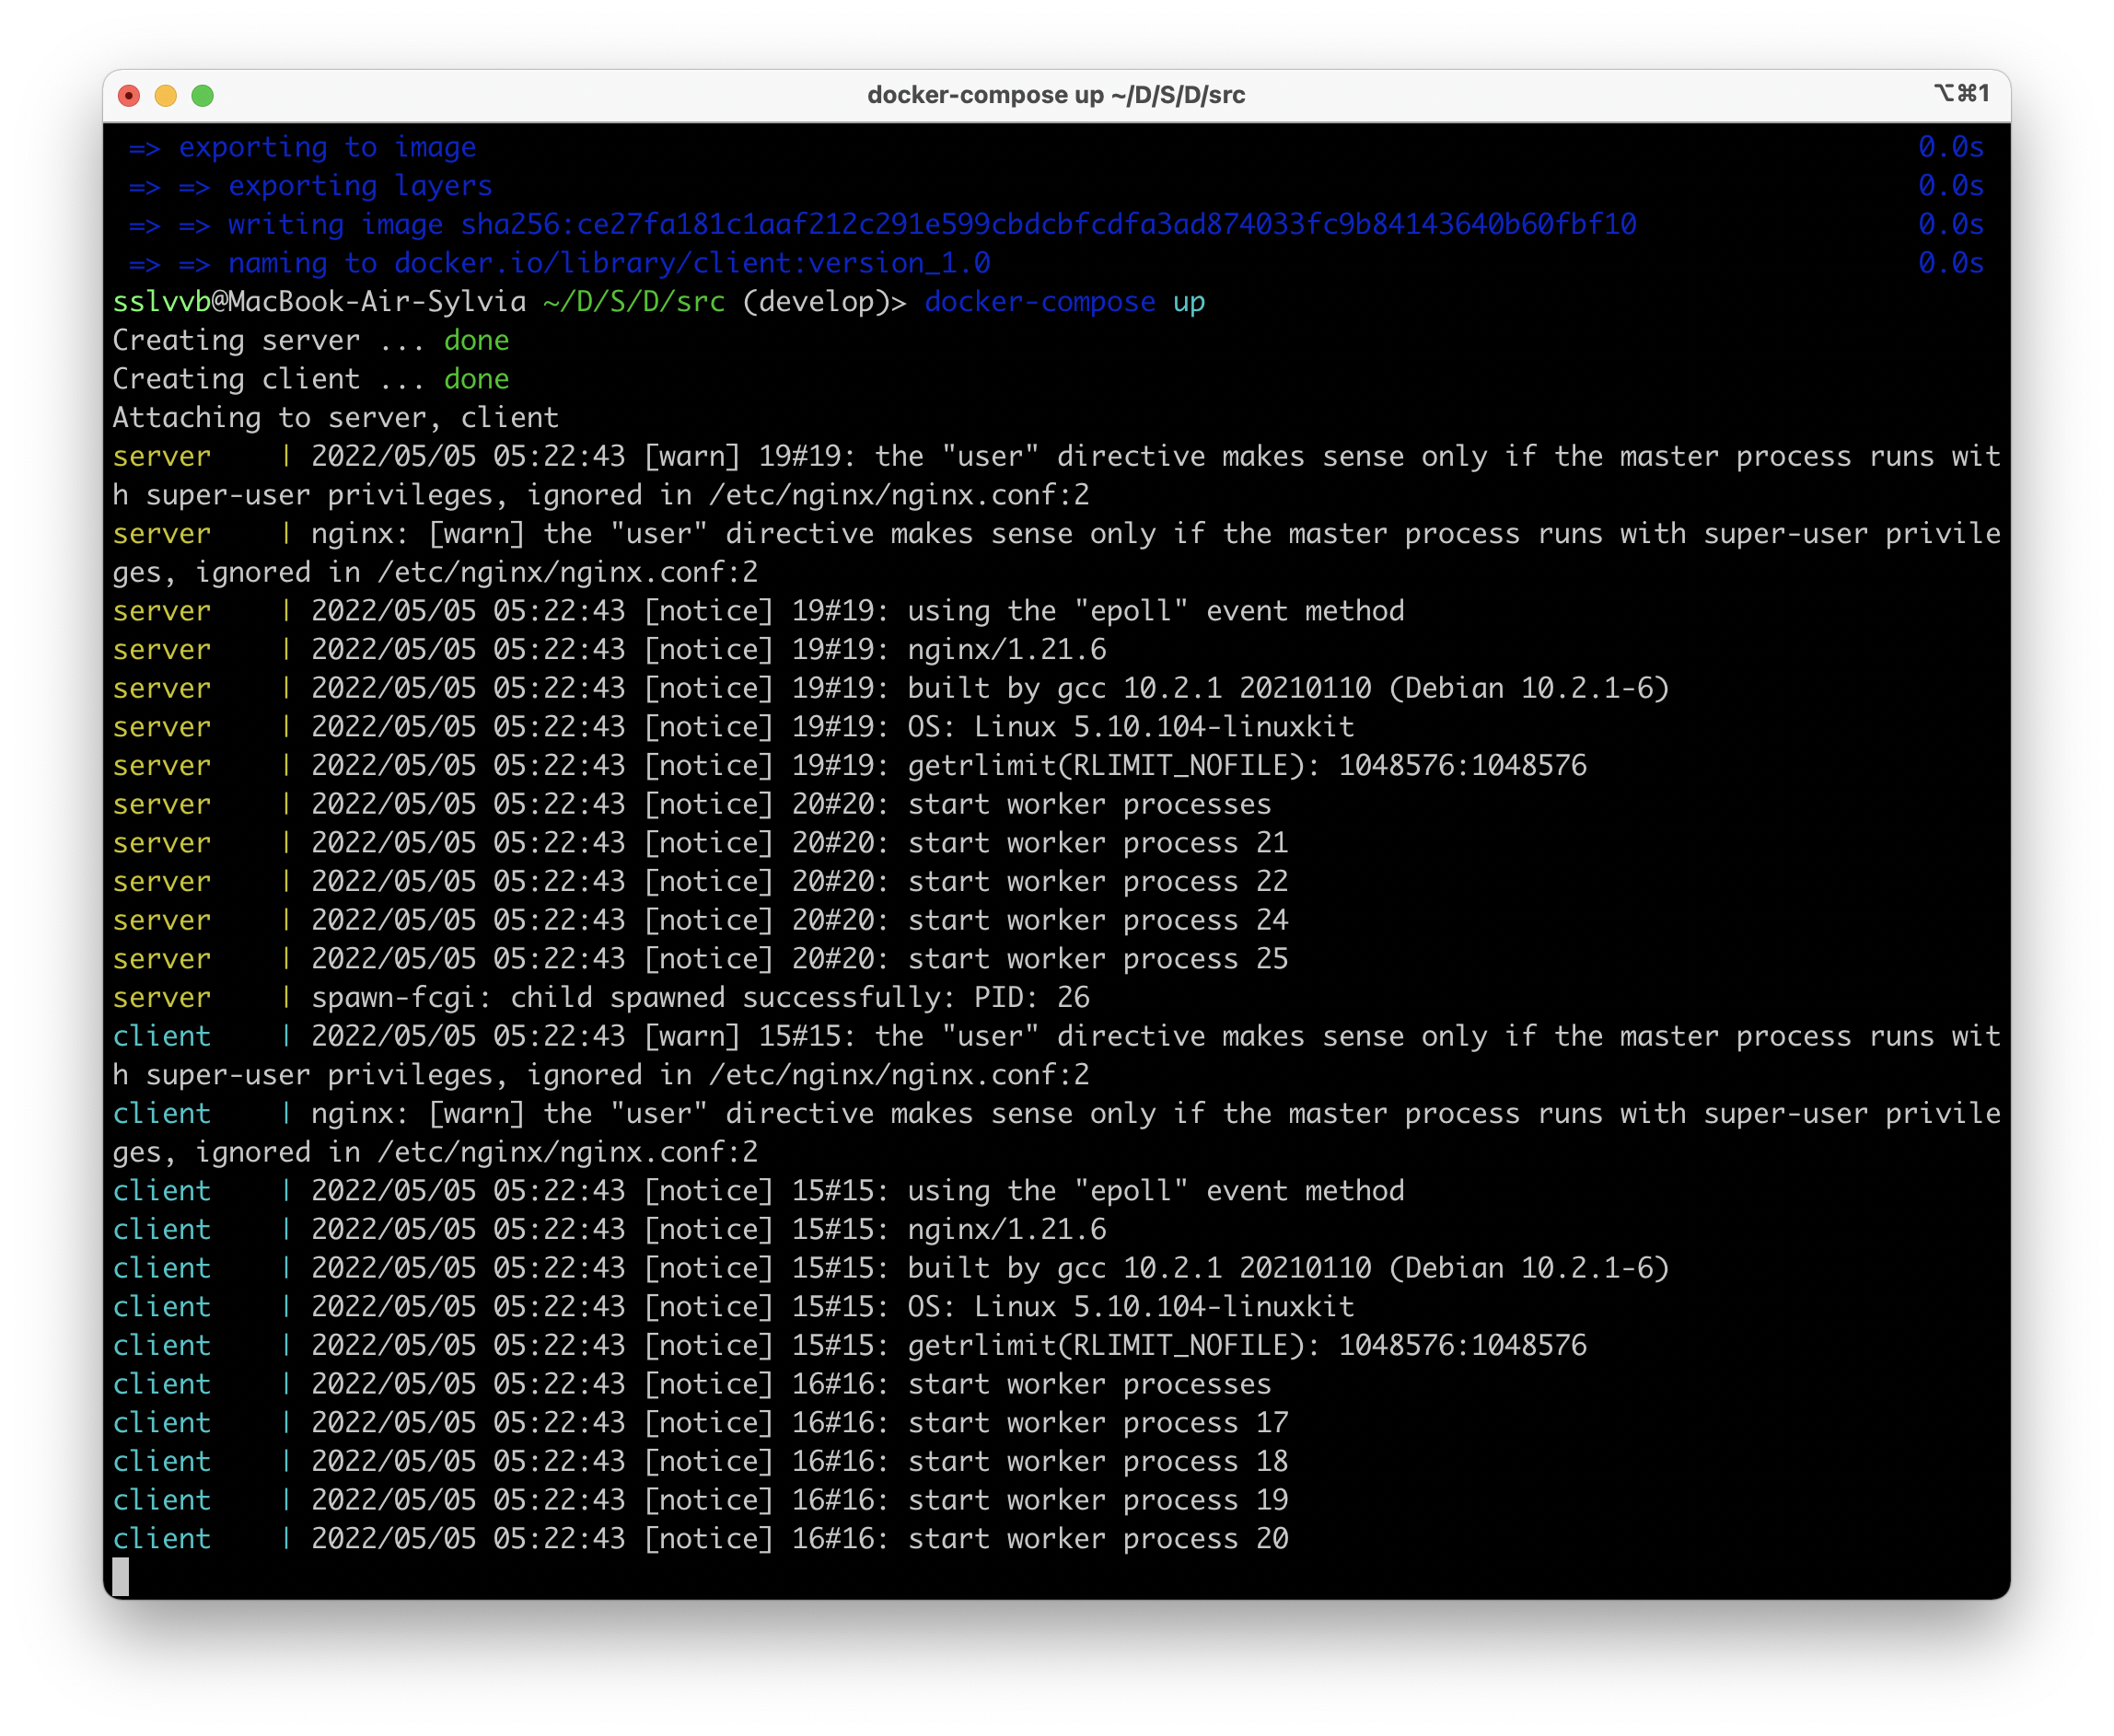 docker-compose up ~/D/S/D/src ⌥⌘1
=> exporting to image 0.0s
=> => exporting layers 0.0s
=> => writing image sha256:ce27fa181c1aaf212c291e599cbdcbfcdfa3ad874033fc9b84143640b60fbf10 0.0s
=> => naming to docker.io/library/client:version_1.0 0.0s
sslvvb@MacBook-Air-Sylvia ~/D/S/D/src (develop)> docker-compose up
Creating server ... done
Creating client ... done
Attaching to server, client
server | 2022/05/05 05:22:43 [warn] 19#19: the "user" directive makes sense only if the master process runs wit
h super-user privileges, ignored in /etc/nginx/nginx.conf:2
server | nginx: [warn] the "user" directive makes sense only if the master process runs with super-user privile
ges, ignored in /etc/nginx/nginx.conf:2
server | 2022/05/05 05:22:43 [notice] 19#19: using the "epoll" event method
server | 2022/05/05 05:22:43 [notice] 19#19: nginx/1.21.6
server | 2022/05/05 05:22:43 [notice] 19#19: built by gcc 10.2.1 20210110 (Debian 10.2.1-6)
server | 2022/05/05 05:22:43 [notice] 19#19: OS: Linux 5.10.104-linuxkit
server | 2022/05/05 05:22:43 [notice] 19#19: getrlimit(RLIMIT_NOFILE): 1048576:1048576
server | 2022/05/05 05:22:43 [notice] 20#20: start worker processes
server | 2022/05/05 05:22:43 [notice] 20#20: start worker process 21
server | 2022/05/05 05:22:43 [notice] 20#20: start worker process 22
server | 2022/05/05 05:22:43 [notice] 20#20: start worker process 24
server | 2022/05/05 05:22:43 [notice] 20#20: start worker process 25
server | spawn-fcgi: child spawned successfully: PID: 26
client | 2022/05/05 05:22:43 [warn] 15#15: the "user" directive makes sense only if the master process runs wit
h super-user privileges, ignored in /etc/nginx/nginx.conf:2
client | nginx: [warn] the "user" directive makes sense only if the master process runs with super-user privile
ges, ignored in /etc/nginx/nginx.conf:2
client | 2022/05/05 05:22:43 [notice] 15#15: using the "epoll" event method
client | 2022/05/05 05:22:43 [notice] 15#15: nginx/1.21.6
client | 2022/05/05 05:22:43 [notice] 15#15: built by gcc 10.2.1 20210110 (Debian 10.2.1-6)
client | 2022/05/05 05:22:43 [notice] 15#15: OS: Linux 5.10.104-linuxkit
client | 2022/05/05 05:22:43 [notice] 15#15: getrlimit(RLIMIT_NOFILE): 1048576:1048576
client | 2022/05/05 05:22:43 [notice] 16#16: start worker processes
client | 2022/05/05 05:22:43 [notice] 16#16: start worker process 17
client | 2022/05/05 05:22:43 [notice] 16#16: start worker process 18
client | 2022/05/05 05:22:43 [notice] 16#16: start worker process 19
client | 2022/05/05 05:22:43 [notice] 16#16: start worker process 20